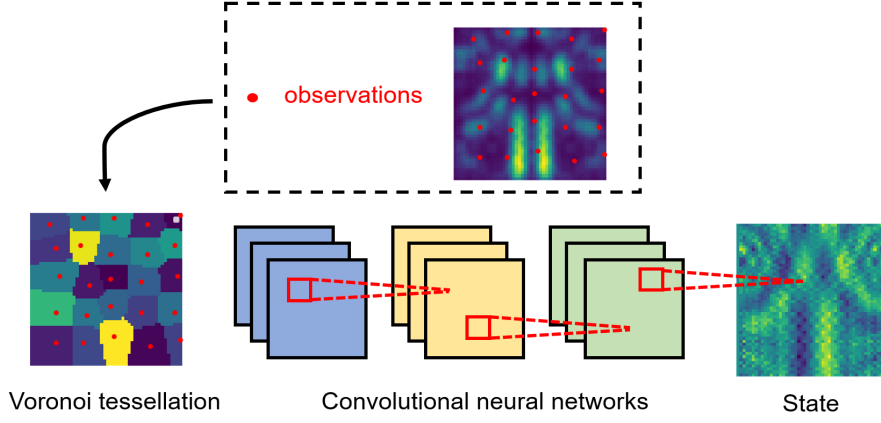 observations
Voronoi tessellation
Convolutional neural networks
State